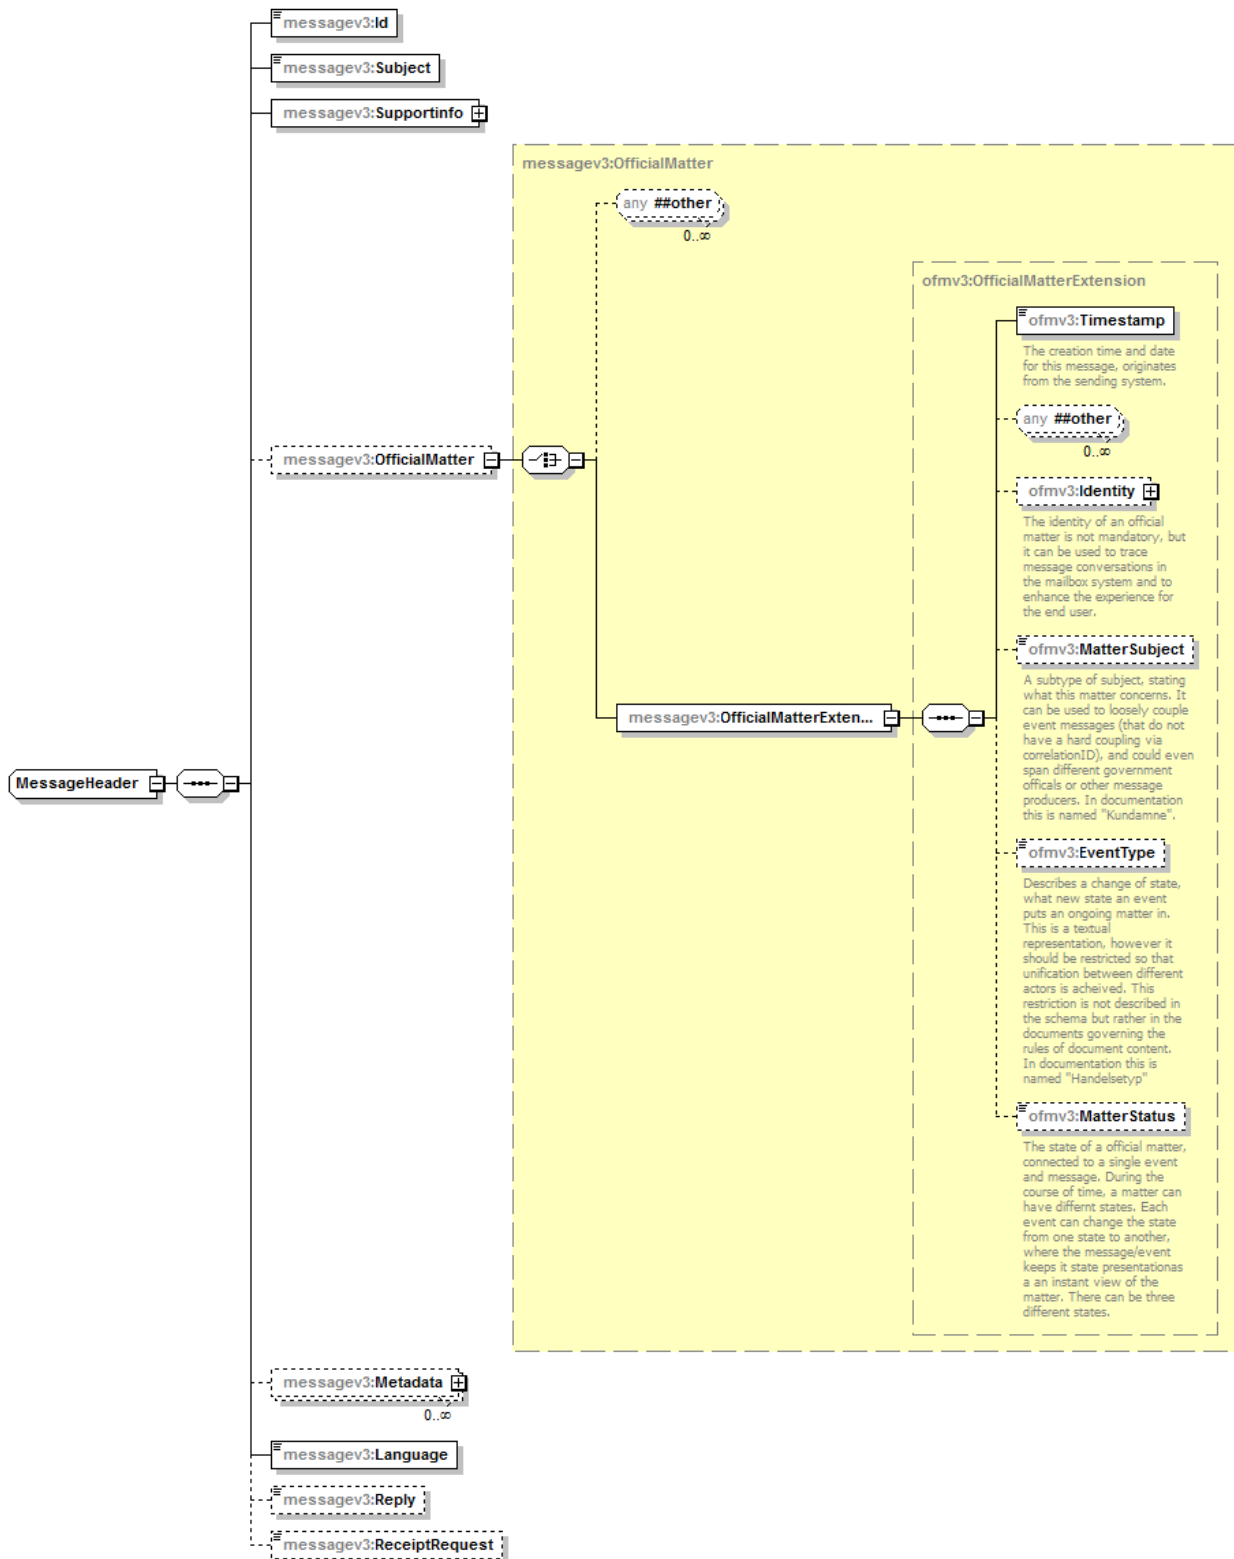 messagev3:Id
messagev3:Subject
messagev3:Supportinfo
messagev3:OfficialMatter
any ##other
0..∞
ofmv3:OfficialMatterExtension
ofmv3:Timestamp
The creation time and date
for this message, originates
from the sending system.
any ##other
0..∞
messagev3:OfficialMatter
ofmv3:Identity
The identity of an official
matter is not mandatory, but
it can be used to trace
message conversations in
the mailbox system and to
enhance the experience for
the end user.
ofmv3:MatterSubject
A subtype of subject, stating
what this matter concerns. It
can be used to loosely couple
event messages (that do not
have a hard coupling via
correlationID), and could even
span different government
officals or other message
producers. In documentation
this is named "Kundamne".
messagev3:OfficialMatterExten...
MessageHeader
ofmv3:EventType
Describes a change of state,
what new state an event
puts an ongoing matter in.
This is a textual
representation, however it
should be restricted so that
unification between different
actors is acheived. This
restriction is not described in
the schema but rather in the
documents governing the
rules of document content.
In documentation this is
named "Handelsetyp"
ofmv3:MatterStatus
The state of a official matter,
connected to a single event
and message. During the
course of time, a matter can
have differnt states. Each
event can change the state
from one state to another,
where the message/event
keeps it state presentationas
a an instant view of the
matter. There can be three
different states.
messagev3:Metadata
0..∞
messagev3:Language
messagev3:Reply
messagev3:ReceiptRequest